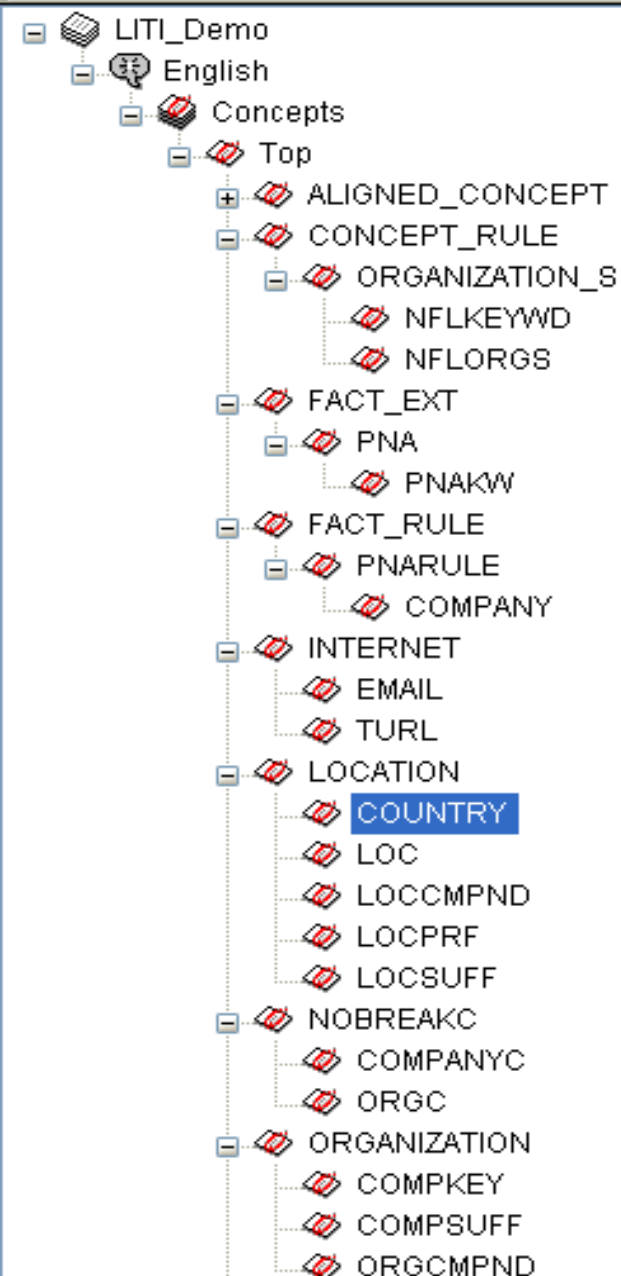 LITI_Demo
English
Concepts
Top
ALIGNED_CONCEPT
CONCEPT_RULE
ORGANIZATION_S
NFLKEYWD
NFLORGS
FACT_EXT
PNA
PNAKW
FACT_RULE
PNARULE
COMPANY
INTERNET
EMAIL
TURL
LOCATION
COUNTRY
LOC
LOCCMPND
LOCPRF
LOCSUFF
NOBREAKC
COMPANYC
ORGC
ORGANIZATION
COMPKEY
COMPSUFF
ORGCMPND